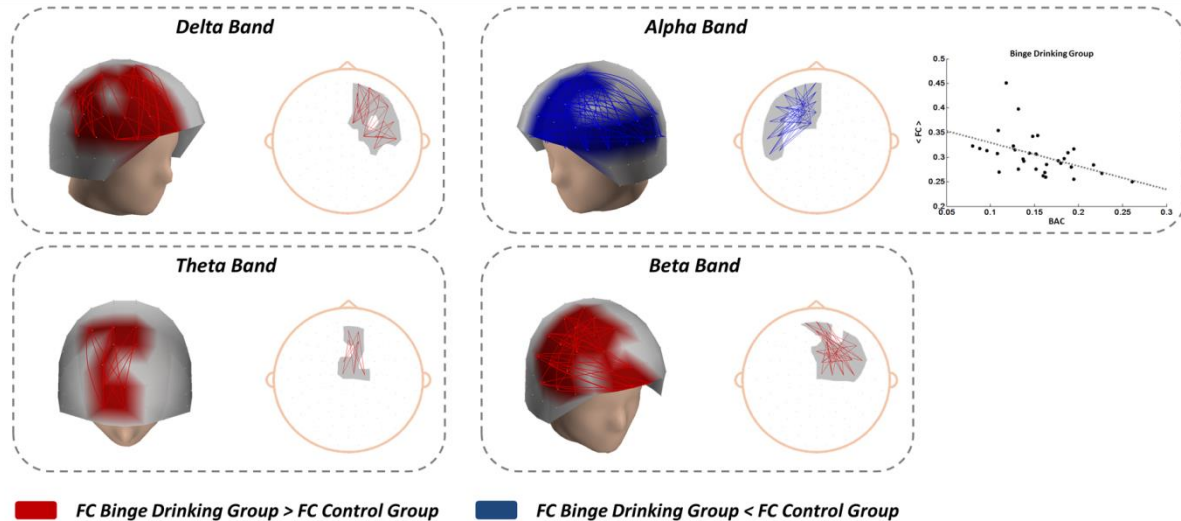 Delta Band
Alpha Band
Binge Drinking Group
0.5
0.45
0.4
0.35
0.3
0.25
0.2
< FC >
0.05 0.1 0.15 0.2 0.25 0.3
BAC
Theta Band
Beta Band
FC Binge Drinking Group > FC Control Group
FC Binge Drinking Group < FC Control Group